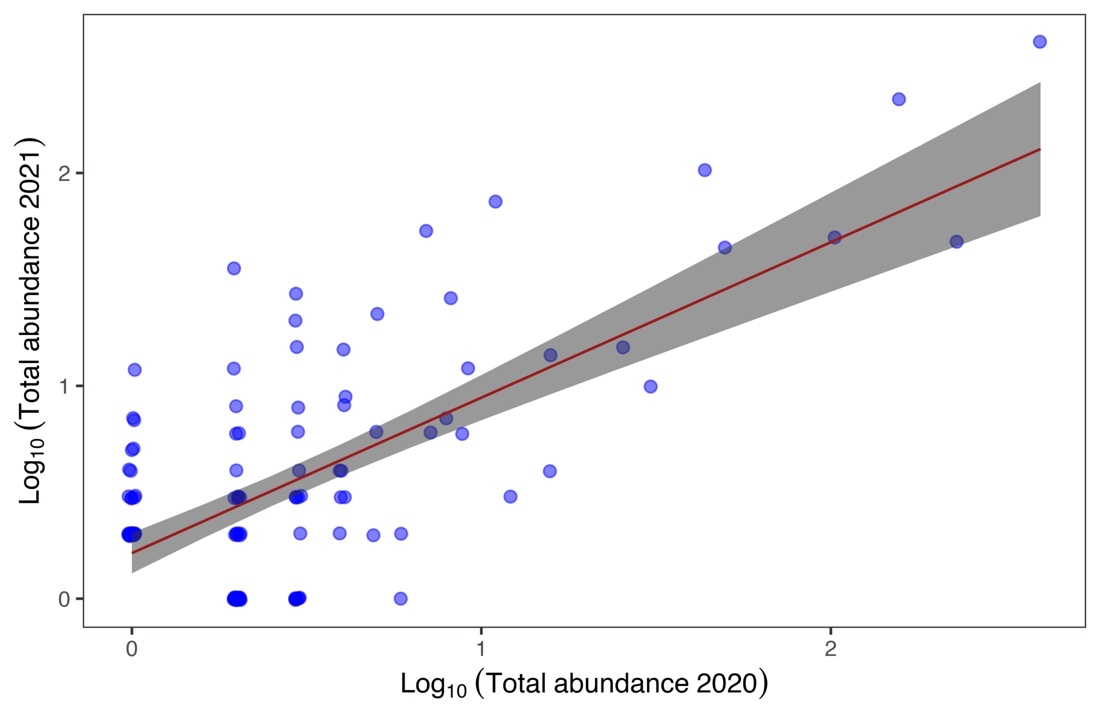 Log₁₀ (Total abundance 2021)
2
1
0
0 1 2
Log₁₀ (Total abundance 2020)